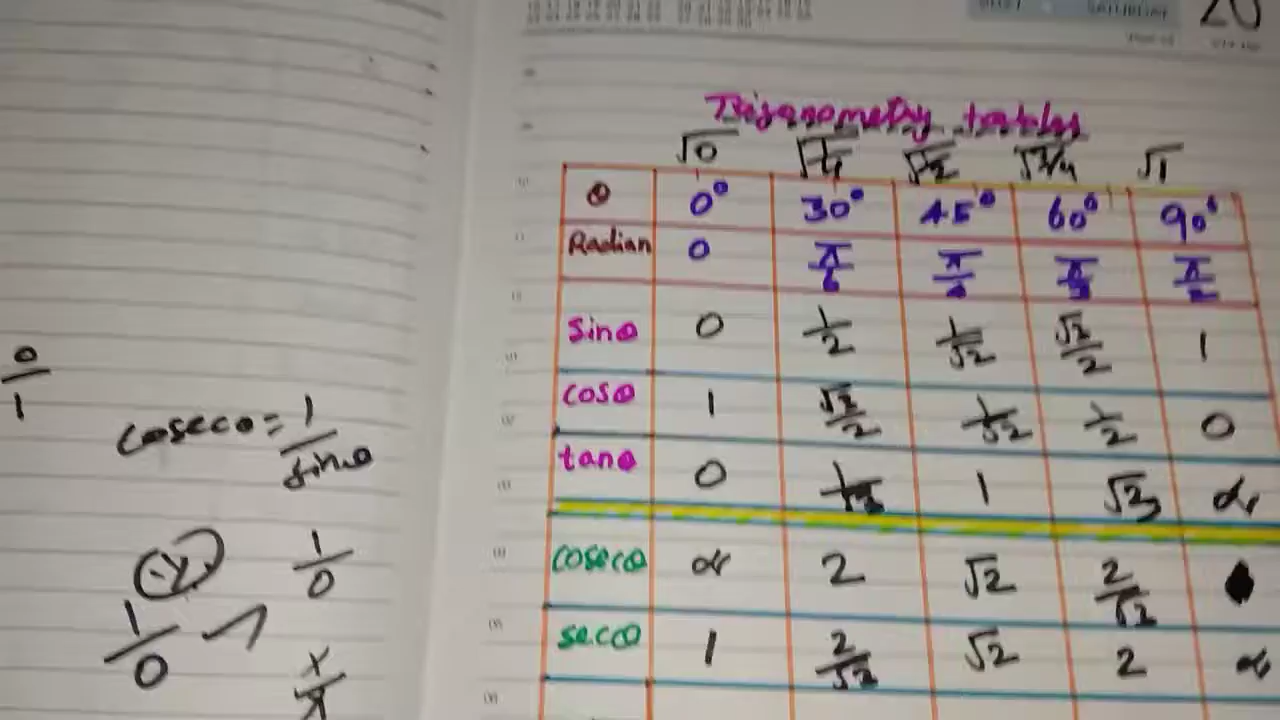 SATURDAY
20
Trigonometry tables
√0 √1/4 √1/2 √3/4 √1
θ 0° 30° 45° 60° 90°
Radian 0 π/6 π/4 π/3 π/2
sinθ 0 1/2 1/√2 √3/2 1
cosθ 1 √3/2 1/√2 1/2 0
tanθ 0 1/√3 1 √3 α
cosecθ α 2 √2 2/√3
secθ 1 2/√3 √2 2 α
0/1
cosecθ = 1/sinθ
1/0
1/0